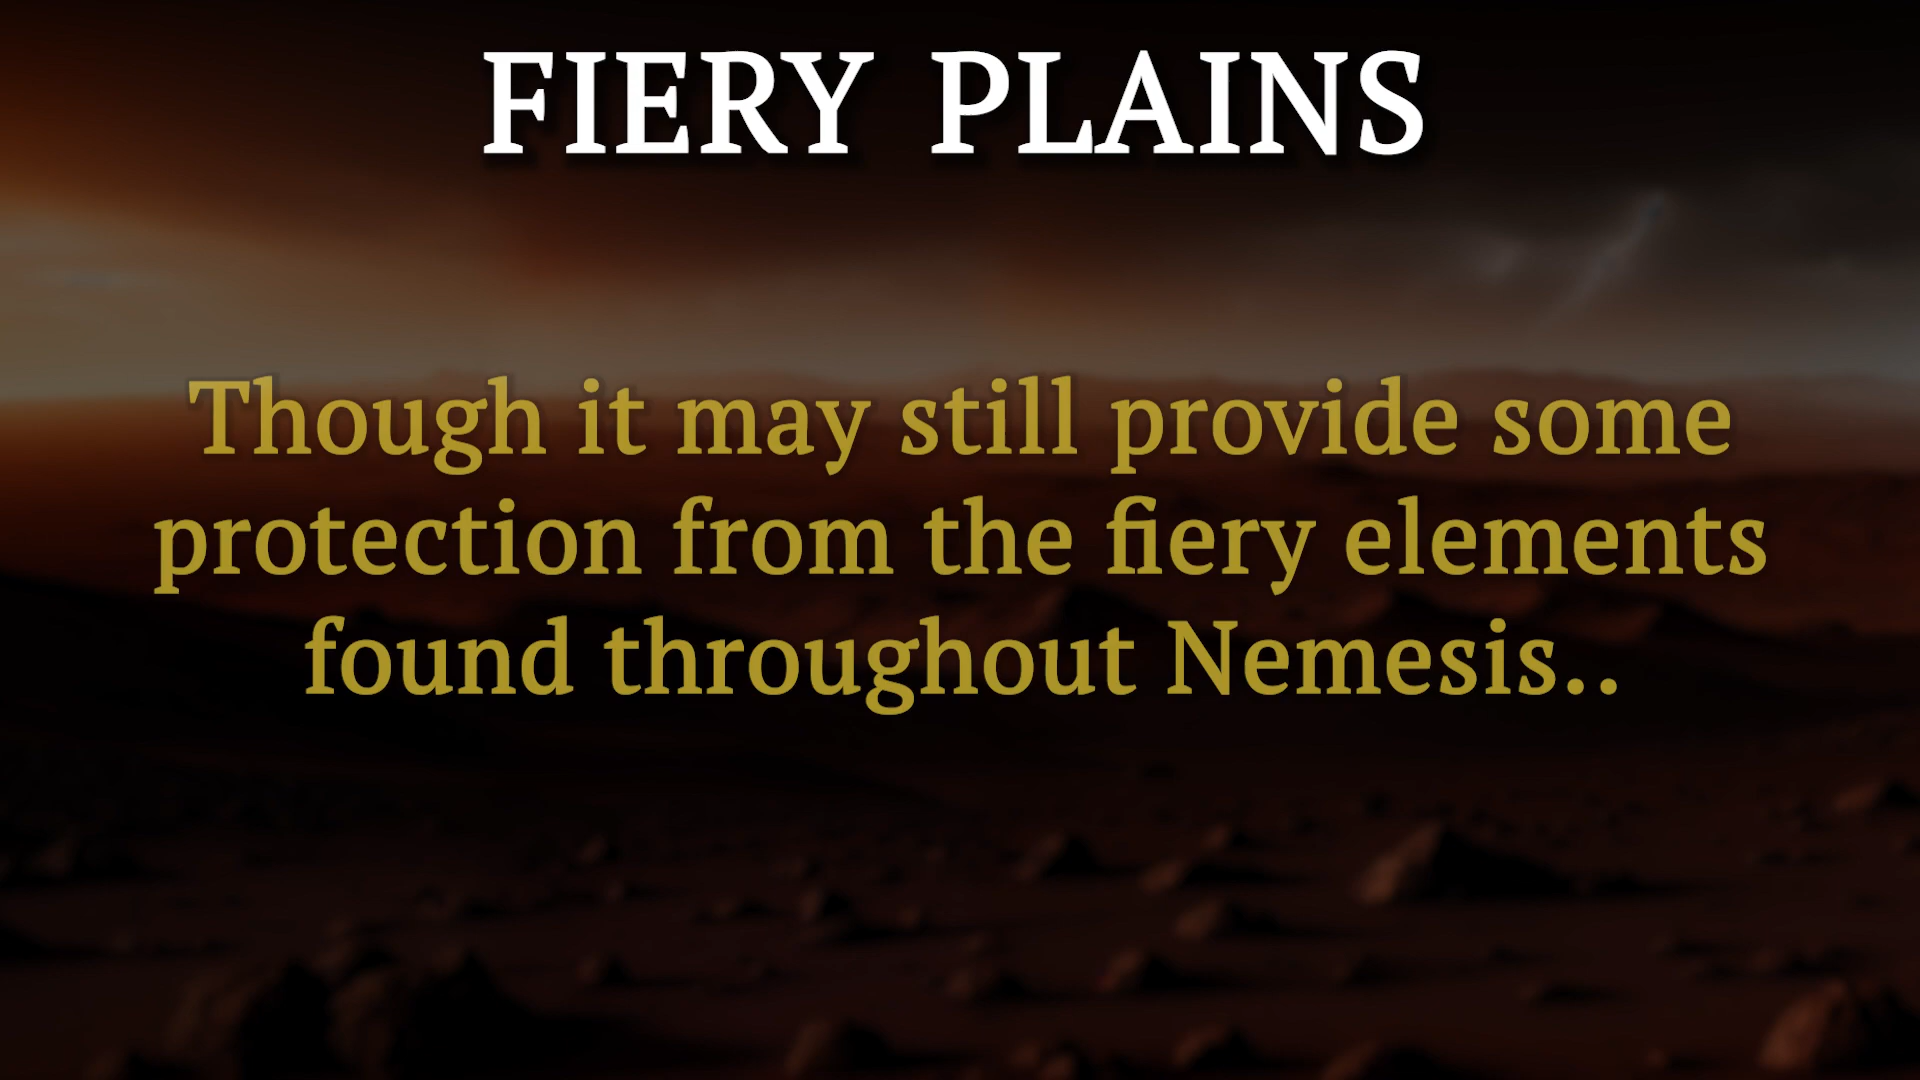 FIERY PLAINS
Though it may still provide some
protection from the fiery elements
found throughout Nemesis..